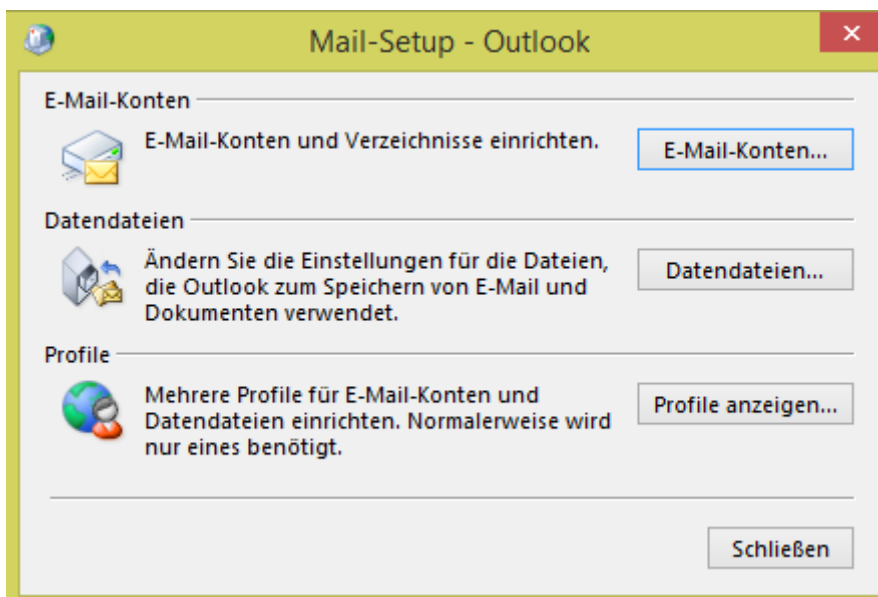 Mail-Setup - Outlook
E-Mail-Konten
E-Mail-Konten und Verzeichnisse einrichten.
E-Mail-Konten...
Datendateien
Ändern Sie die Einstellungen für die Dateien,
die Outlook zum Speichern von E-Mail und
Dokumenten verwendet.
Datendateien...
Profile
Mehrere Profile für E-Mail-Konten und
Datendateien einrichten. Normalerweise wird
nur eines benötigt.
Profile anzeigen...
Schließen